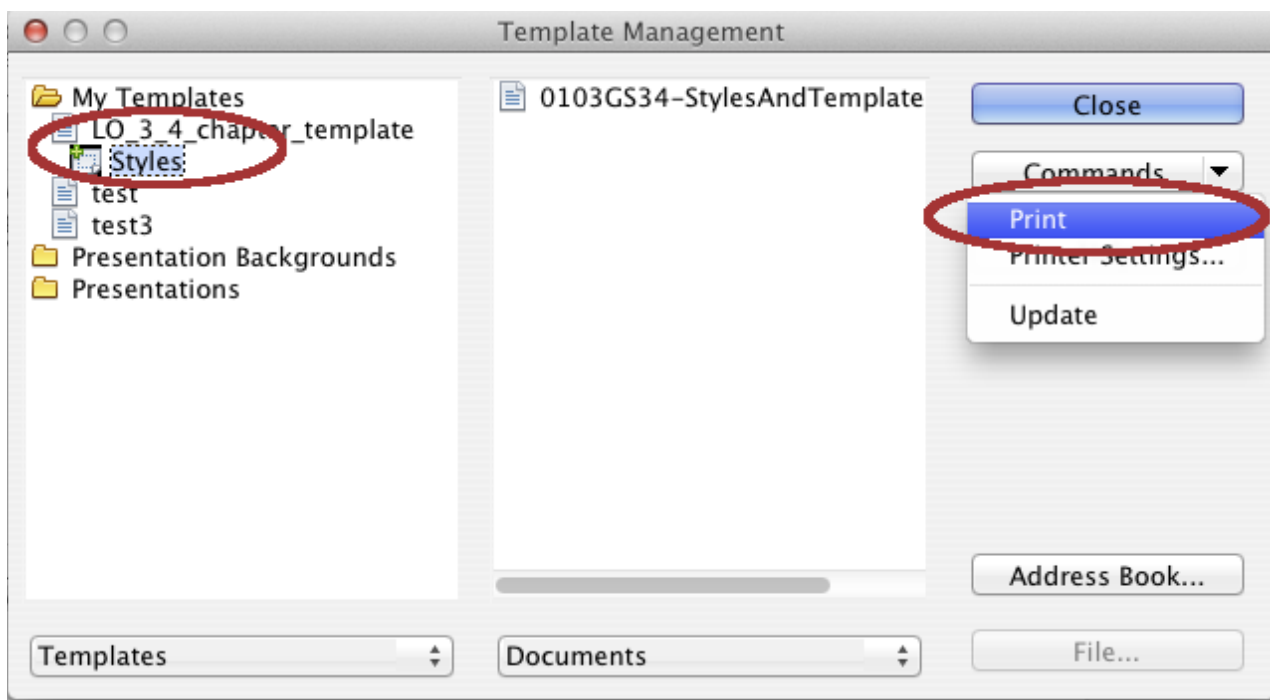 Template Management
My Templates
LO_3_4_chapter_template
Styles
test
test3
Presentation Backgrounds
Presentations
0103GS34-StylesAndTemplate
Close
Commands
Print
Printer Settings...
Update
Address Book...
Templates
Documents
File...